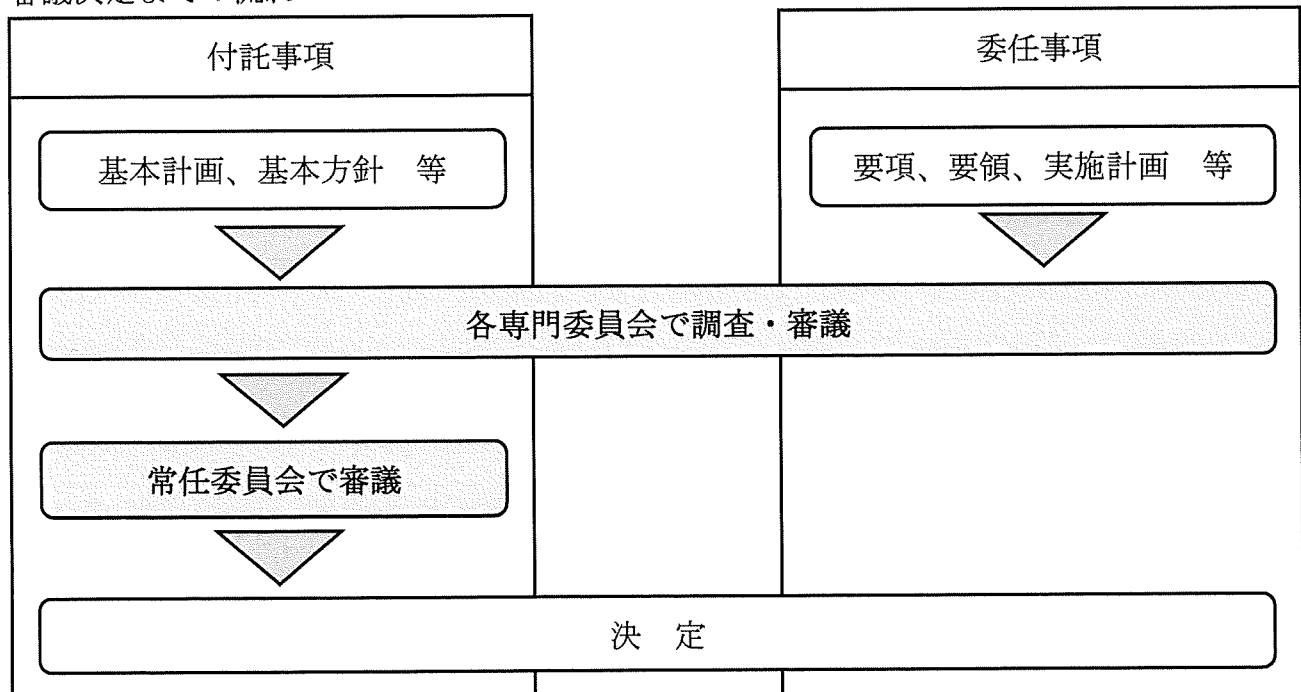 付託事項
委任事項
基本計画、基本方針　等
要項、要領、実施計画　等
各専門委員会で調査・審議
常任委員会で審議
決　定